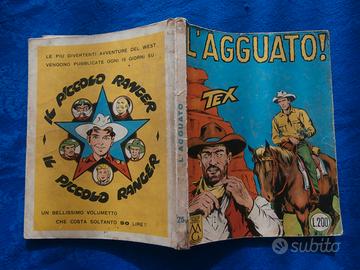 LE PIÙ DIVERTENTI AVVENTURE DEL WEST
VENGONO PUBBLICATE OGNI 15 GIORNI SU:
IL PICCOLO RANGER
IL PICCOLO RANGER
UN BELLISSIMO VOLUMETTO
CHE COSTA SOLTANTO 50 LIRE!
L'AGGUATO
L'AGGUATO!
TEX
L.200
subito